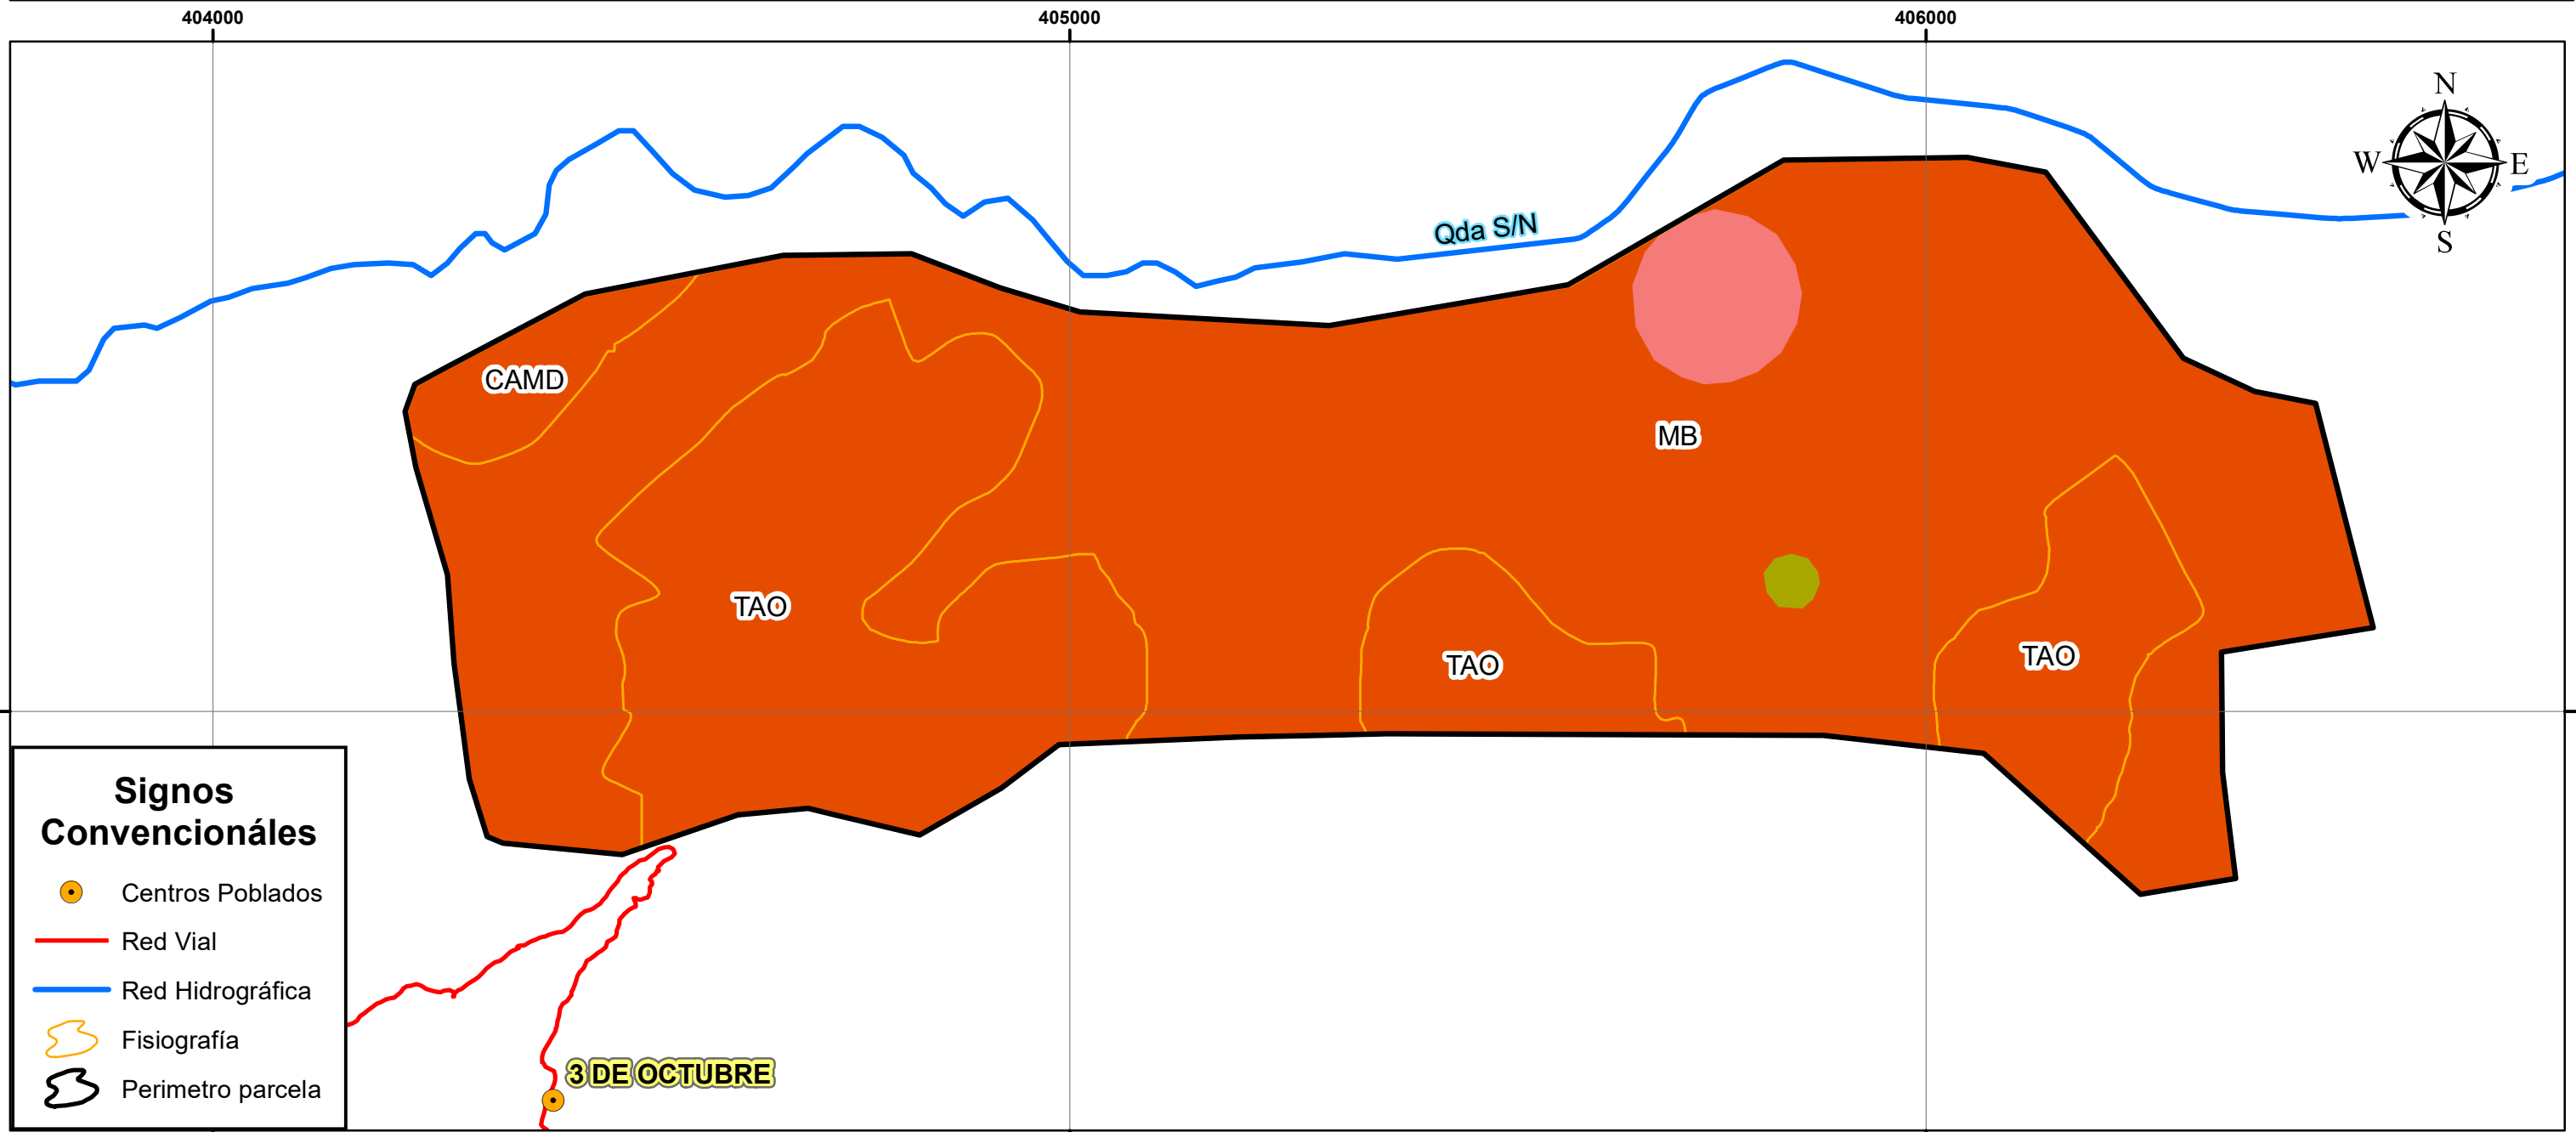 404000
405000
406000
N
W
E
S
Qda S/N
CAMD
MB
TAO
TAO
TAO
Signos
Convencionáles
Centros Poblados
Red Vial
Red Hidrográfica
Fisiografía
Perimetro parcela
3 DE OCTUBRE